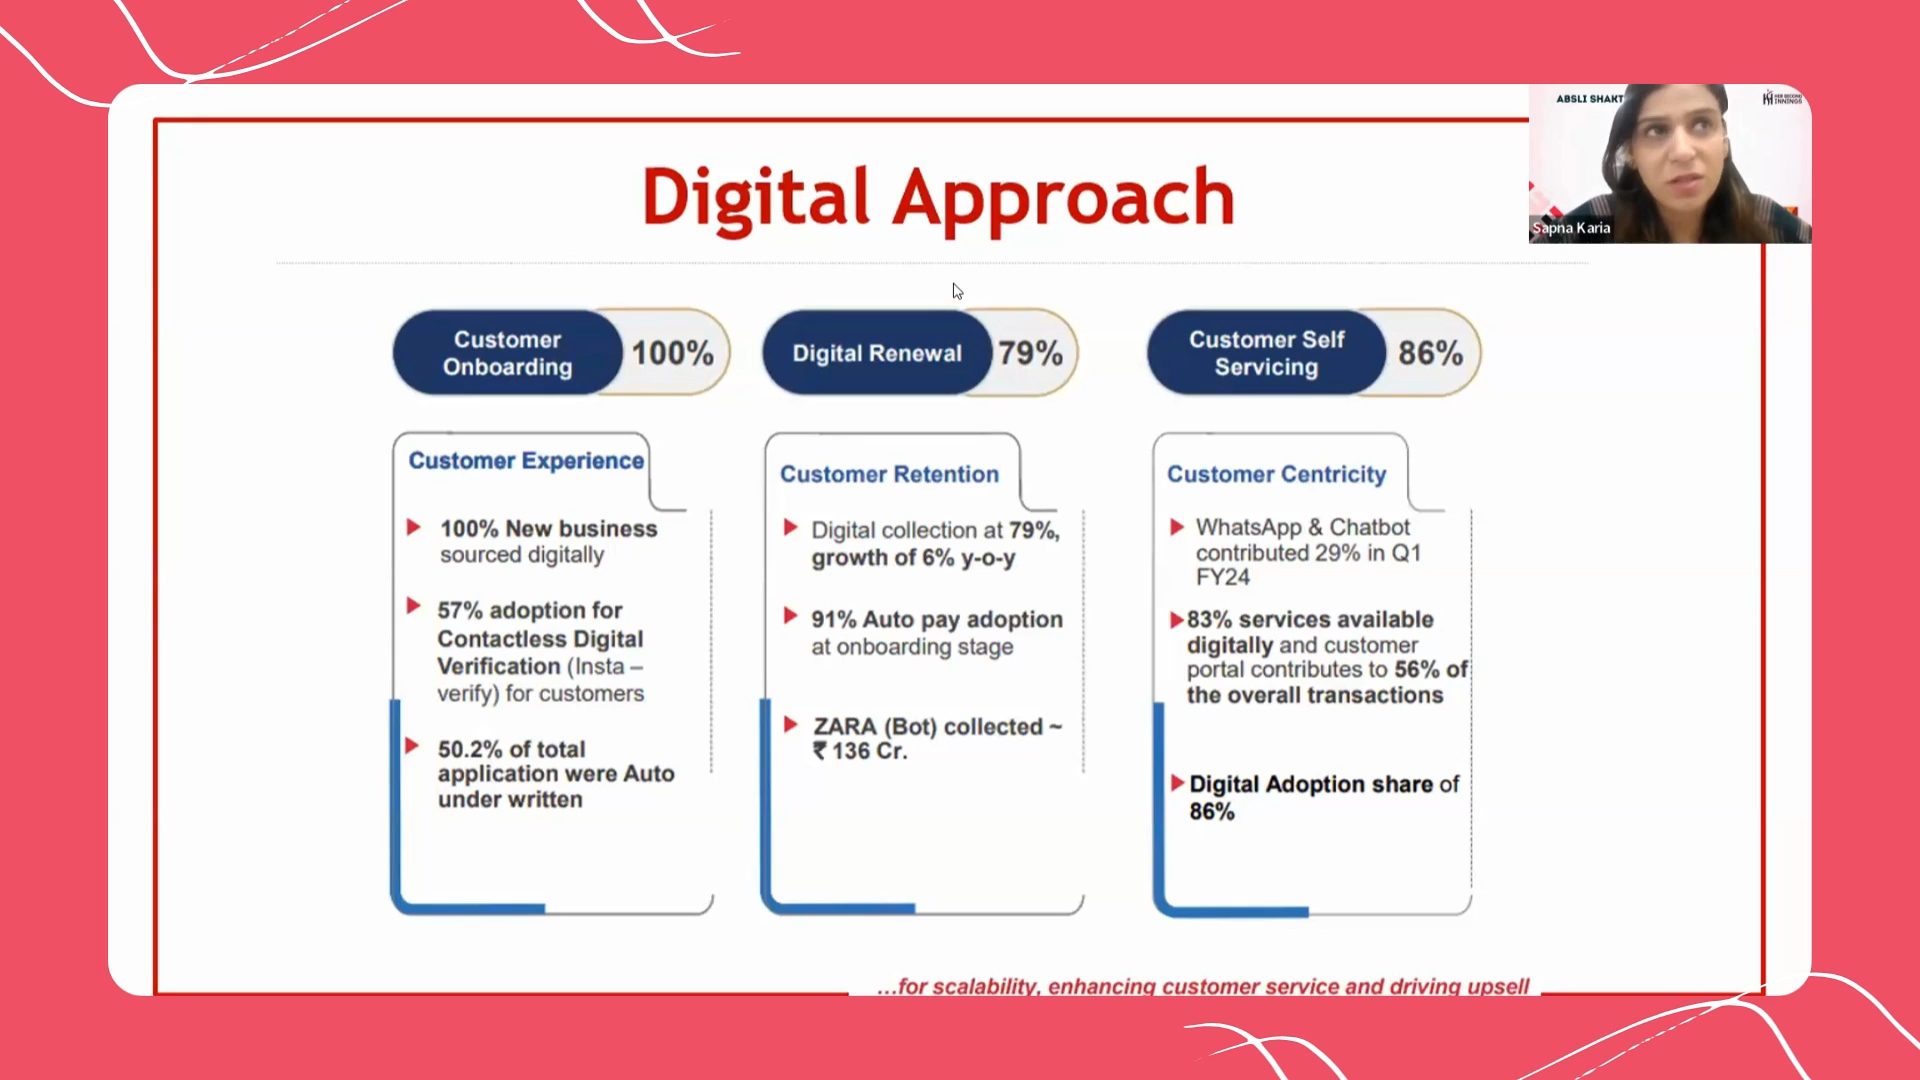 ABSLI SHAKT
HER SECOND
INNINGS
Sapna Karia
Digital Approach
Customer
Onboarding
100%
Digital Renewal
79%
Customer Self
Servicing
86%
Customer Experience
100% New business
sourced digitally
57% adoption for
Contactless Digital
Verification (Insta –
verify) for customers
50.2% of total
application were Auto
under written
Customer Retention
Digital collection at 79%,
growth of 6% y-o-y
91% Auto pay adoption
at onboarding stage
ZARA (Bot) collected ~
₹ 136 Cr.
Customer Centricity
WhatsApp & Chatbot
contributed 29% in Q1
FY24
83% services available
digitally and customer
portal contributes to 56% of
the overall transactions
Digital Adoption share of
86%
...for scalability, enhancing customer service and driving upsell